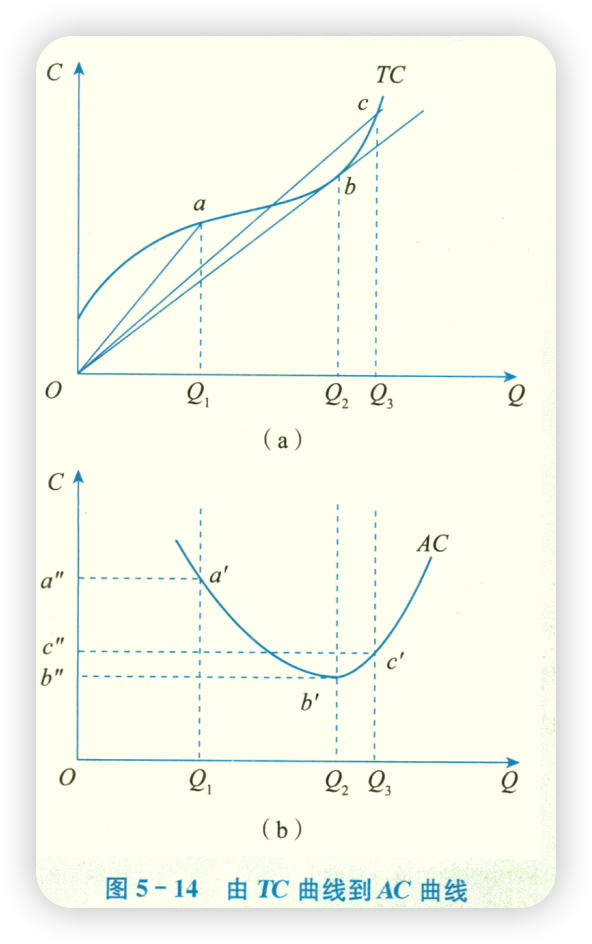 C
TC
c
a
b
O
Q₁
Q₂
Q₃
Q
(a)
C
AC
a″
a′
c″
c′
b″
b′
O
Q₁
Q₂
Q₃
Q
(b)
图 5-14 由 TC 曲线到 AC 曲线